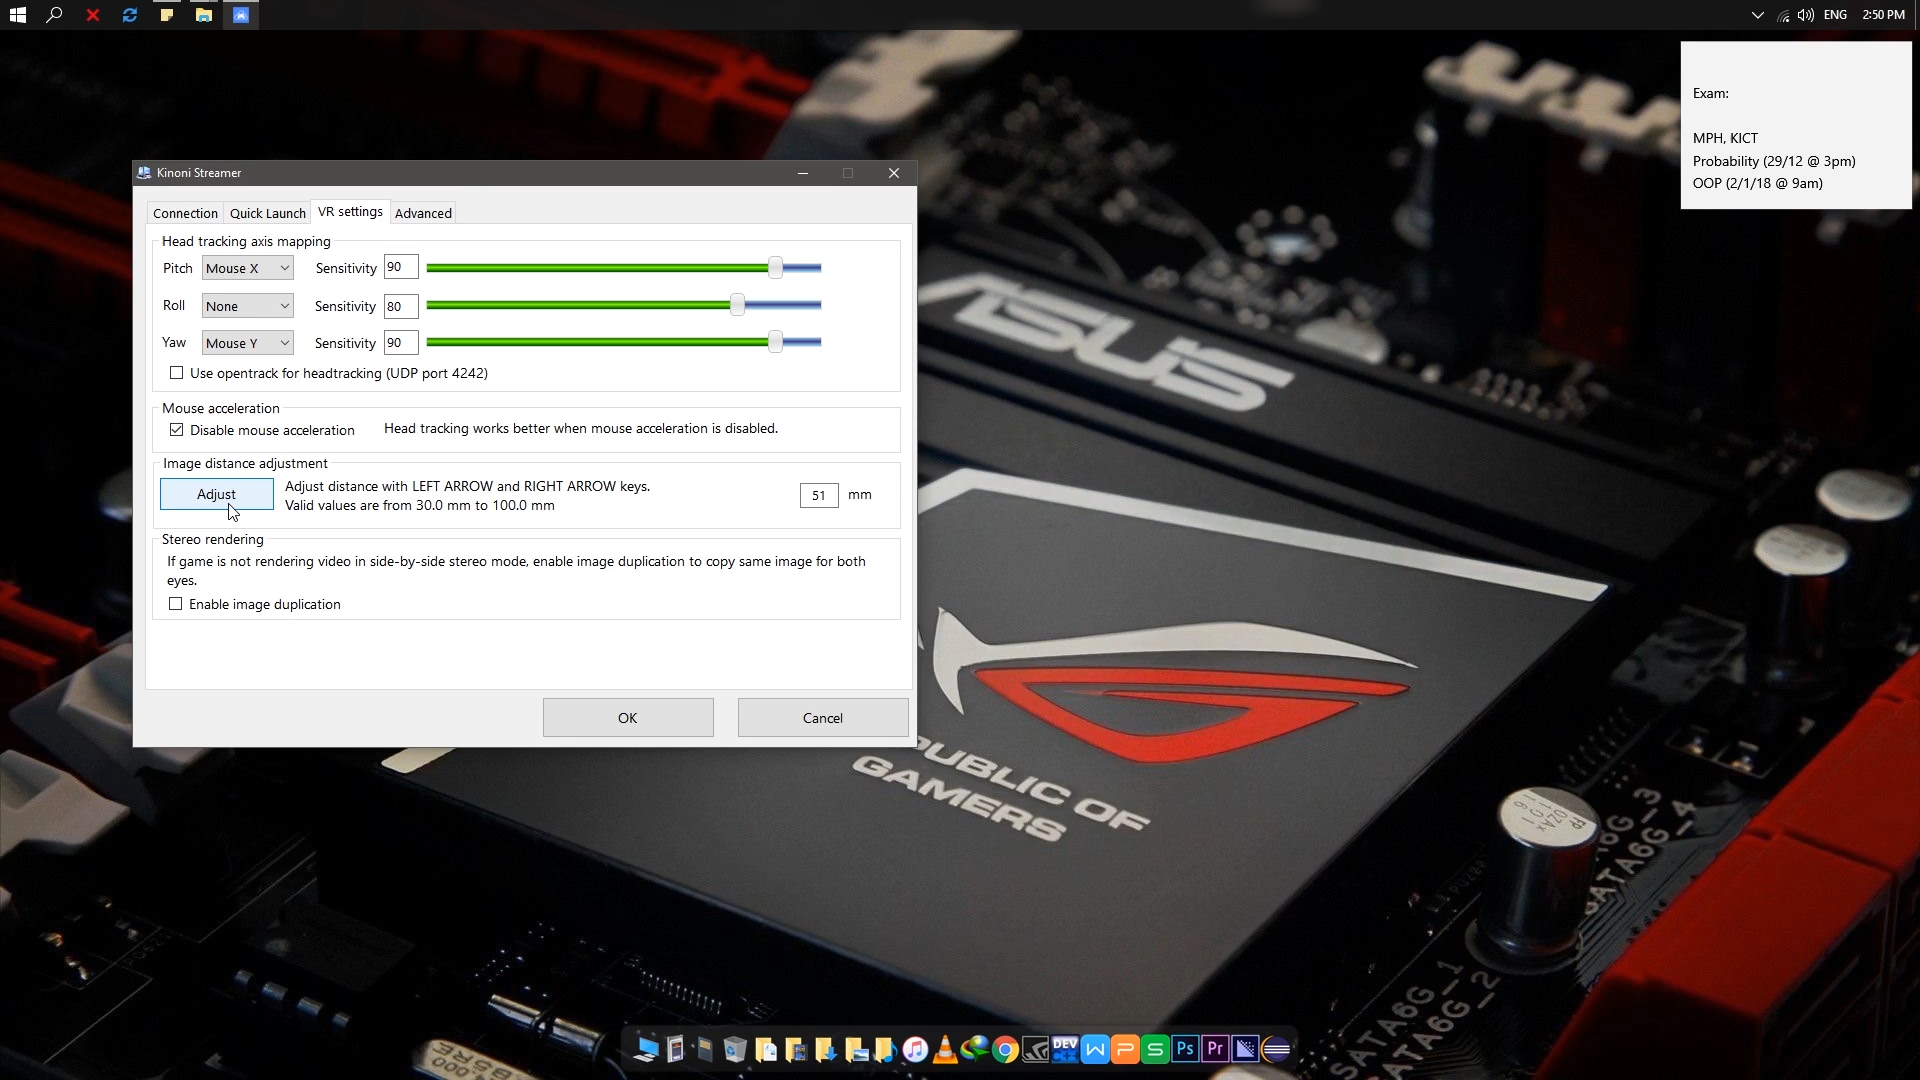 ENG 2:50 PM
Exam:
MPH, KICT
Probability (29/12 @ 3pm)
OOP (2/1/18 @ 9am)
Kinoni Streamer
Connection Quick Launch VR settings Advanced
Head tracking axis mapping
Pitch Mouse X Sensitivity 90
Roll None Sensitivity 80
Yaw Mouse Y Sensitivity 90
Use opentrack for headtracking (UDP port 4242)
Mouse acceleration
Disable mouse acceleration Head tracking works better when mouse acceleration is disabled.
Image distance adjustment
Adjust
Adjust distance with LEFT ARROW and RIGHT ARROW keys.
Valid values are from 30.0 mm to 100.0 mm
51 mm
Stereo rendering
If game is not rendering video in side-by-side stereo mode, enable image duplication to copy same image for both
eyes.
Enable image duplication
OK Cancel
ASUS
PUBLIC OF
GAMERS
SATA6G_1
SATA6G_2
SATA6G_4
DEV
Ps
Pr